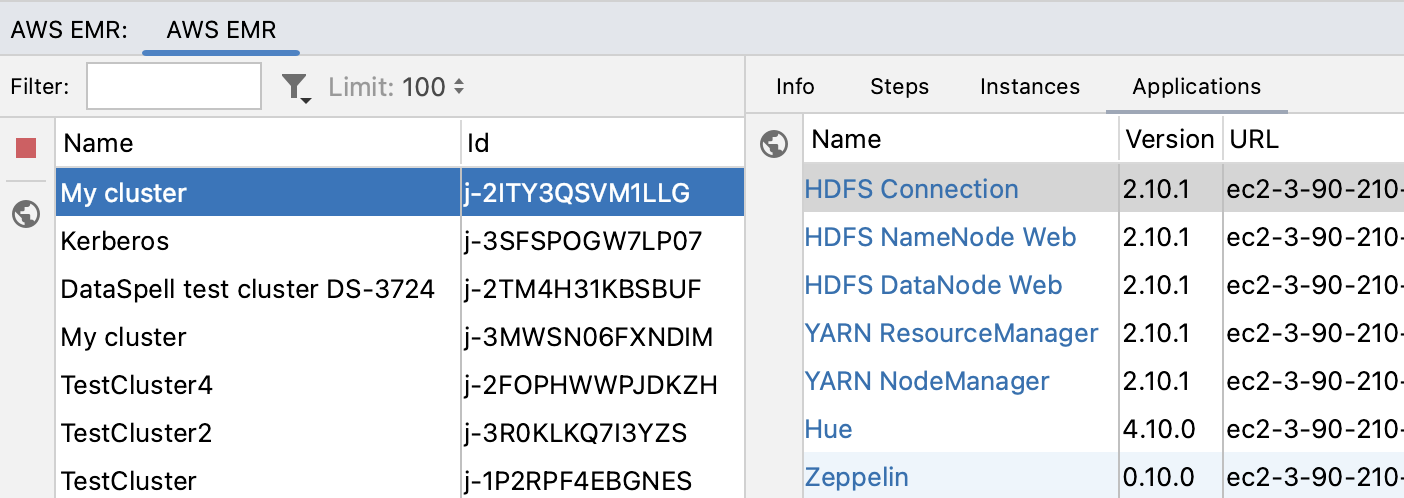 AWS EMR: AWS EMR
Filter: Limit: 100
Name Id
My cluster j-2ITY3QSVM1LLG
Kerberos j-3SFSPOGW7LP07
DataSpell test cluster DS-3724 j-2TM4H31KBSBUF
My cluster j-3MWSN06FXNDIM
TestCluster4 j-2FOPHWWPJDKZH
TestCluster2 j-3R0KLKQ7I3YZS
TestCluster j-1P2RPF4EBGNES
Info Steps Instances Applications
Name Version URL
HDFS Connection 2.10.1 ec2-3-90-210-
HDFS NameNode Web 2.10.1 ec2-3-90-210-
HDFS DataNode Web 2.10.1 ec2-3-90-210-
YARN ResourceManager 2.10.1 ec2-3-90-210-
YARN NodeManager 2.10.1 ec2-3-90-210-
Hue 4.10.0 ec2-3-90-210-
Zeppelin 0.10.0 ec2-3-90-210-